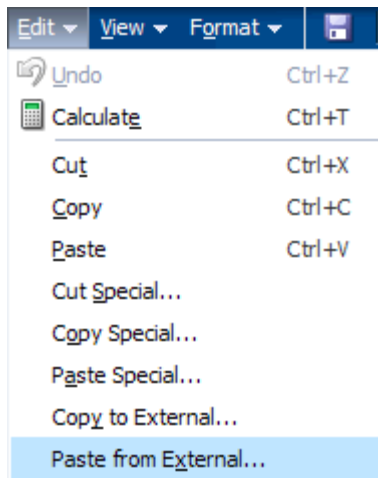 Edit View Format
Undo Ctrl+Z
Calculate Ctrl+T
Cut Ctrl+X
Copy Ctrl+C
Paste Ctrl+V
Cut Special...
Copy Special...
Paste Special...
Copy to External...
Paste from External...